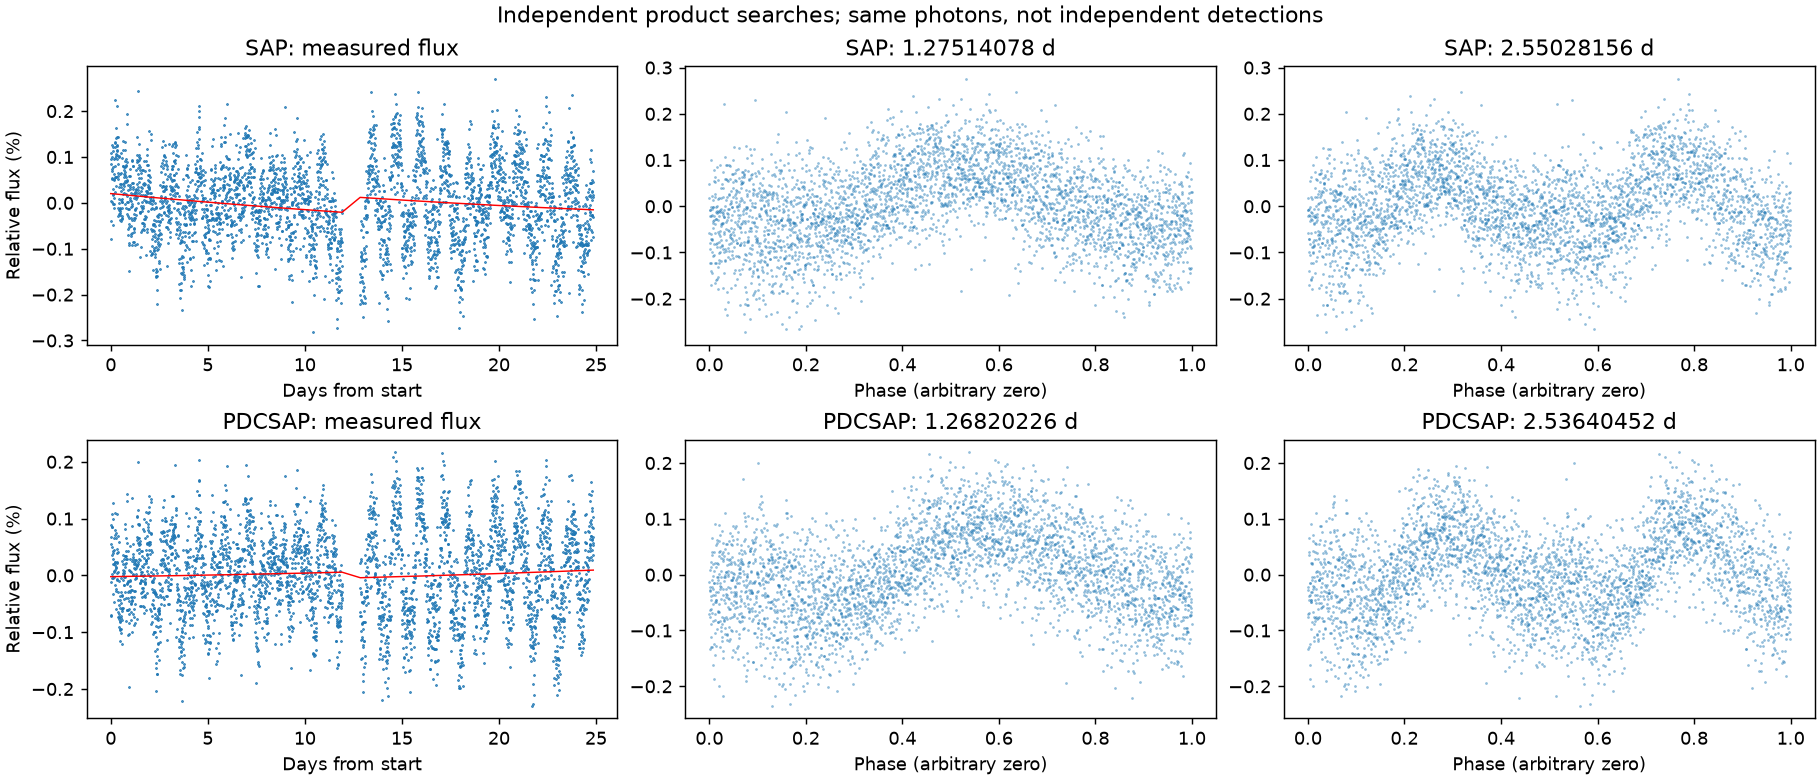 Independent product searches; same photons, not independent detections
SAP: measured flux
SAP: 1.27514078 d
SAP: 2.55028156 d
Relative flux (%)
0.2
0.1
0.0
−0.1
−0.2
−0.3
0 5 10 15 20 25
Days from start
0.3
0.2
0.1
0.0
−0.1
−0.2
0.0 0.2 0.4 0.6 0.8 1.0
Phase (arbitrary zero)
0.3
0.2
0.1
0.0
−0.1
−0.2
0.0 0.2 0.4 0.6 0.8 1.0
Phase (arbitrary zero)
PDCSAP: measured flux
PDCSAP: 1.26820226 d
PDCSAP: 2.53640452 d
Relative flux (%)
0.2
0.1
0.0
−0.1
−0.2
0 5 10 15 20 25
Days from start
0.2
0.1
0.0
−0.1
−0.2
0.0 0.2 0.4 0.6 0.8 1.0
Phase (arbitrary zero)
0.2
0.1
0.0
−0.1
−0.2
0.0 0.2 0.4 0.6 0.8 1.0
Phase (arbitrary zero)